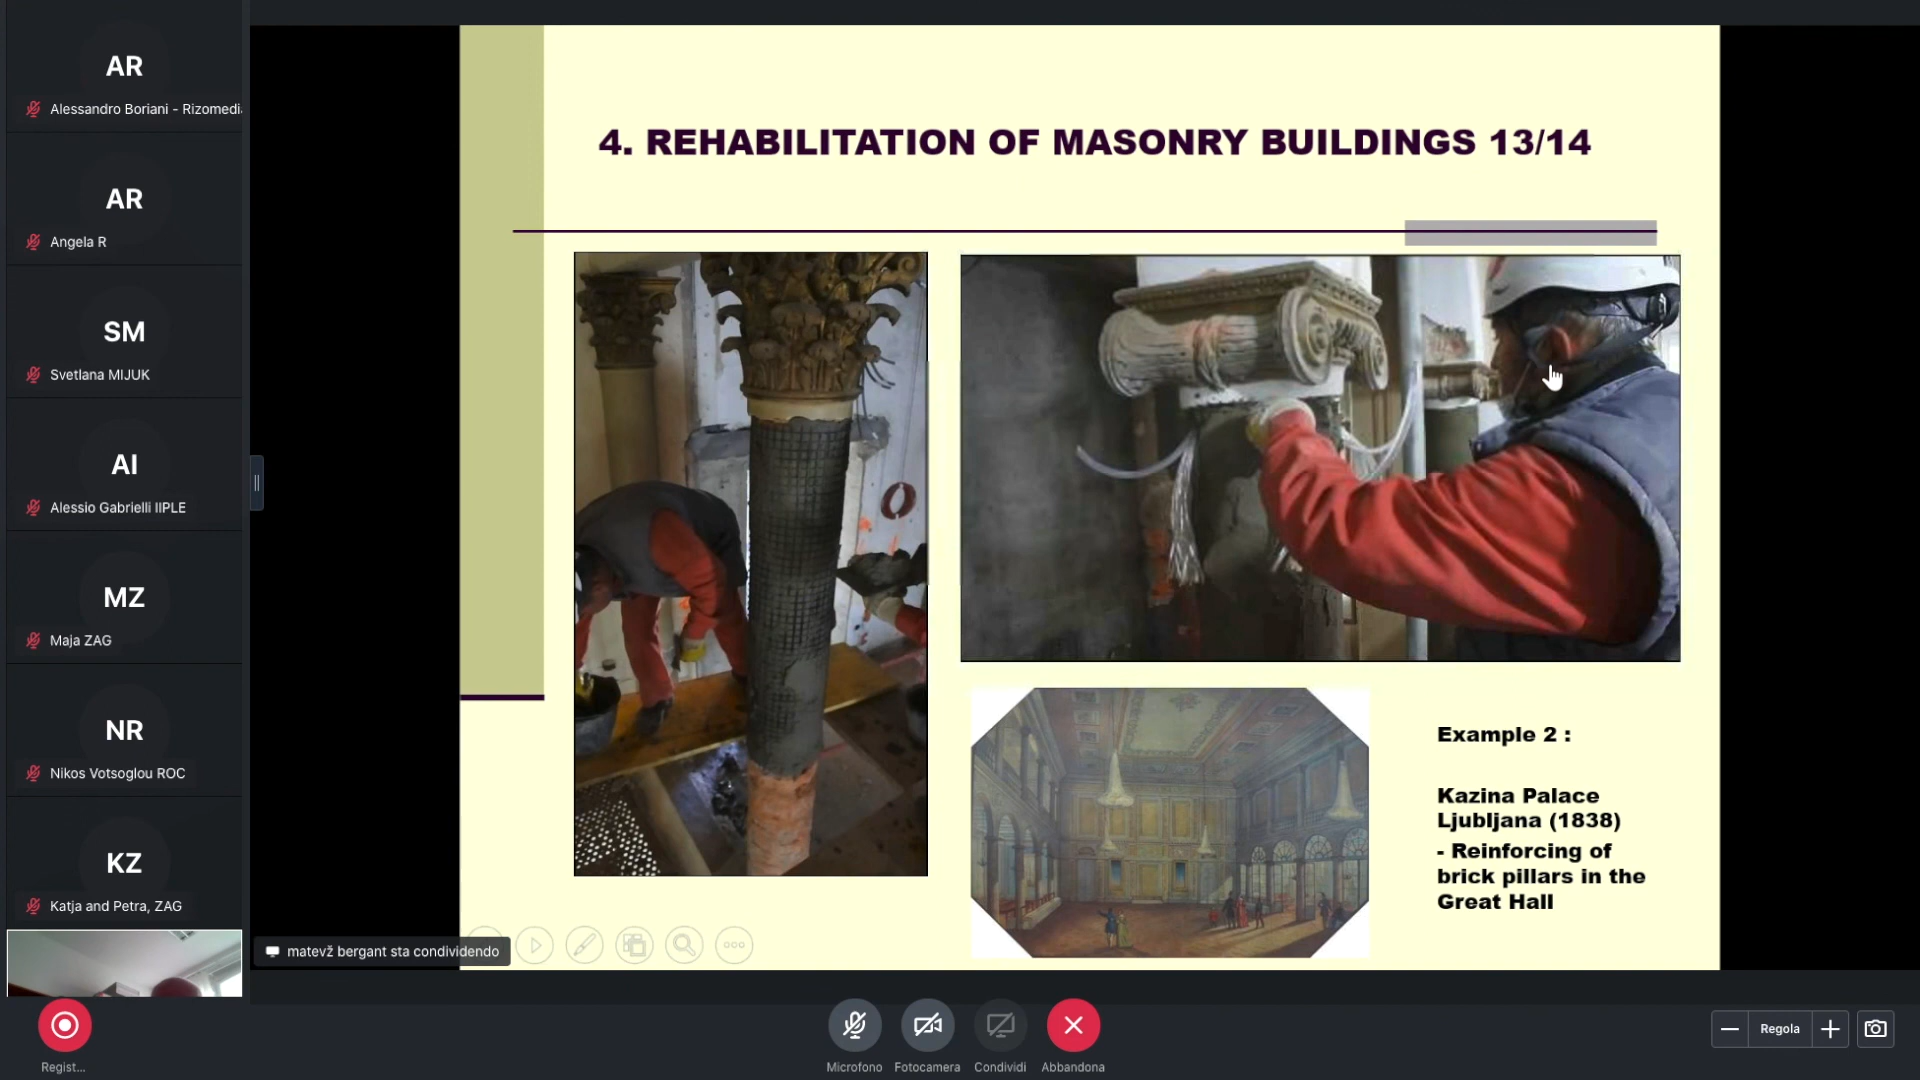 AR
Alessandro Boriani - Rizomedi
AR
Angela R
SM
Svetlana MIJUK
AI
Alessio Gabrielli IIPLE
MZ
Maja ZAG
NR
Nikos Votsoglou ROC
KZ
Katja and Petra, ZAG
4. REHABILITATION OF MASONRY BUILDINGS 13/14
Example 2 :
Kazina Palace
Ljubljana (1838)
- Reinforcing of
brick pillars in the
Great Hall
matevž bergant sta condividendo
Regist...
Microfono
Fotocamera
Condividi
Abbandona
Regola